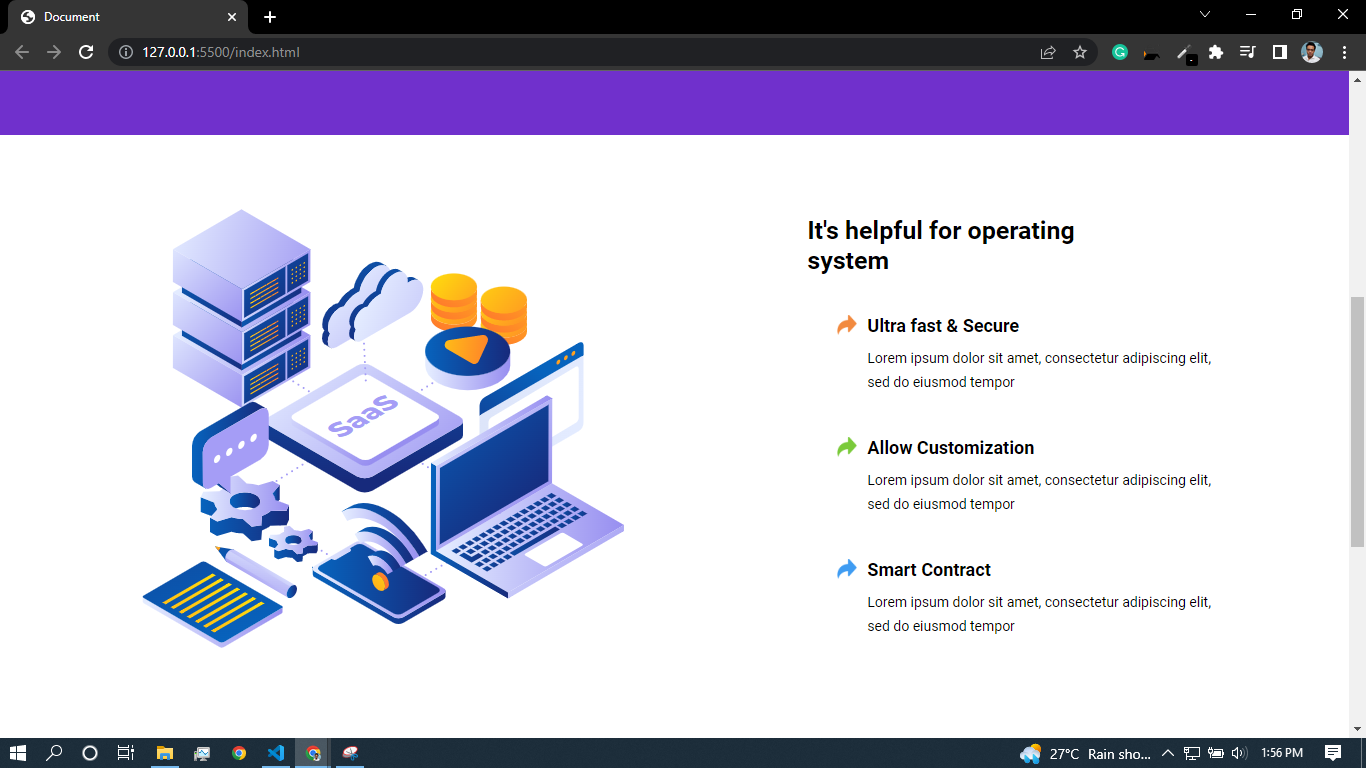 Document
127.0.0.1:5500/index.html
SaaS
It's helpful for operating
system
Ultra fast & Secure
Lorem ipsum dolor sit amet, consectetur adipiscing elit,
sed do eiusmod tempor
Allow Customization
Lorem ipsum dolor sit amet, consectetur adipiscing elit,
sed do eiusmod tempor
Smart Contract
Lorem ipsum dolor sit amet, consectetur adipiscing elit,
sed do eiusmod tempor
27°C Rain sho... 1:56 PM